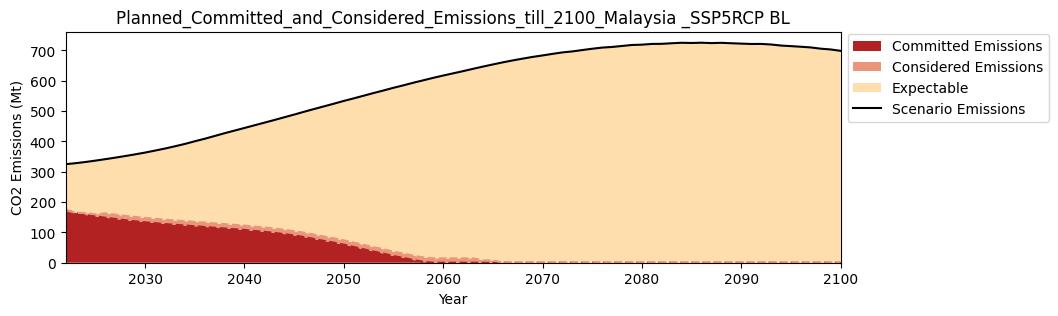 Planned_Committed_and_Considered_Emissions_till_2100_Malaysia _SSP5RCP BL
CO2 Emissions (Mt)
700
600
500
400
300
200
100
0
2030 2040 2050 2060 2070 2080 2090 2100
Year
Committed Emissions
Considered Emissions
Expectable
Scenario Emissions